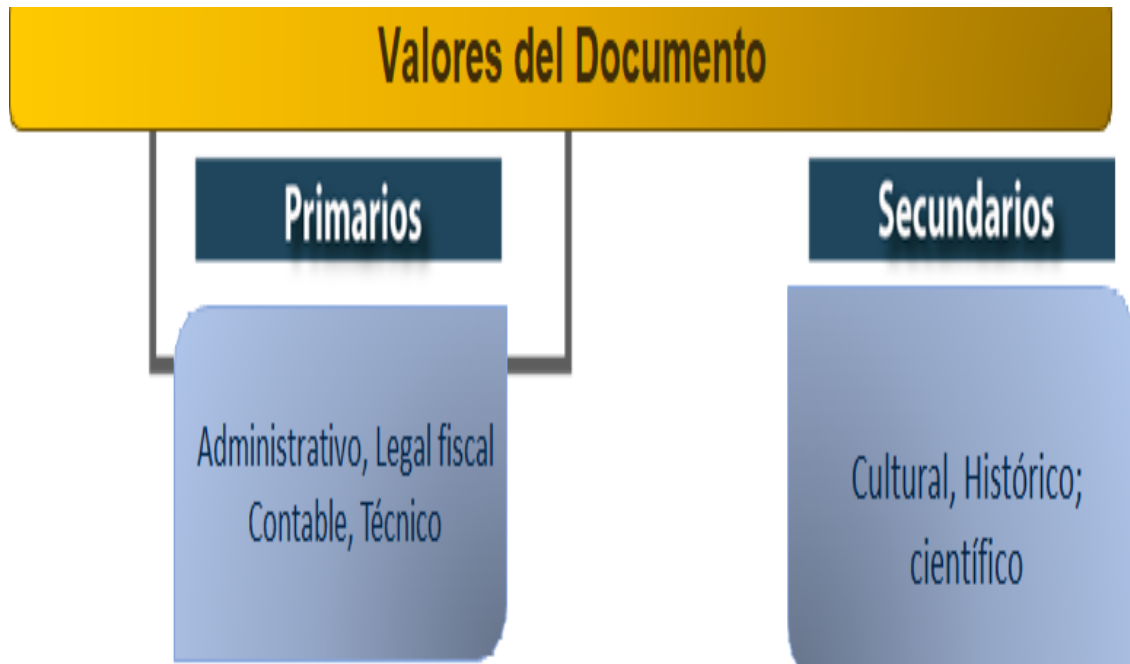 Valores del Documento
Primarios
Administrativo, Legal fiscal
Contable, Técnico
Secundarios
Cultural, Histórico;
científico